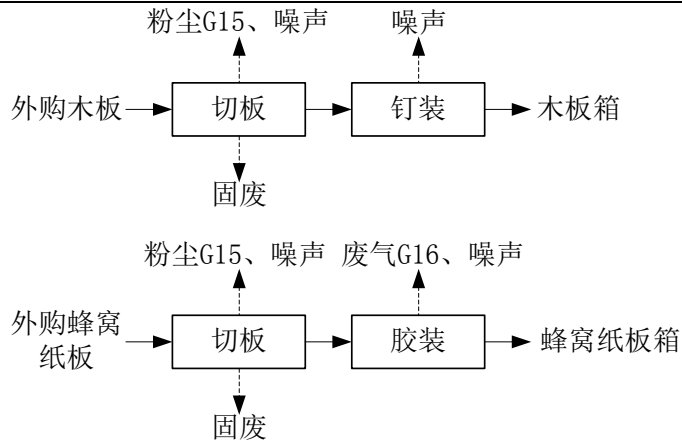 粉尘G15、噪声 噪声
外购木板 切板 钉装 木板箱
固废
粉尘G15、噪声 废气G16、噪声
外购蜂窝
纸板
切板 胶装 蜂窝纸板箱
固废